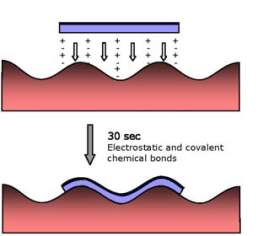 30 sec
Electrostatic and covalent
chemical bonds